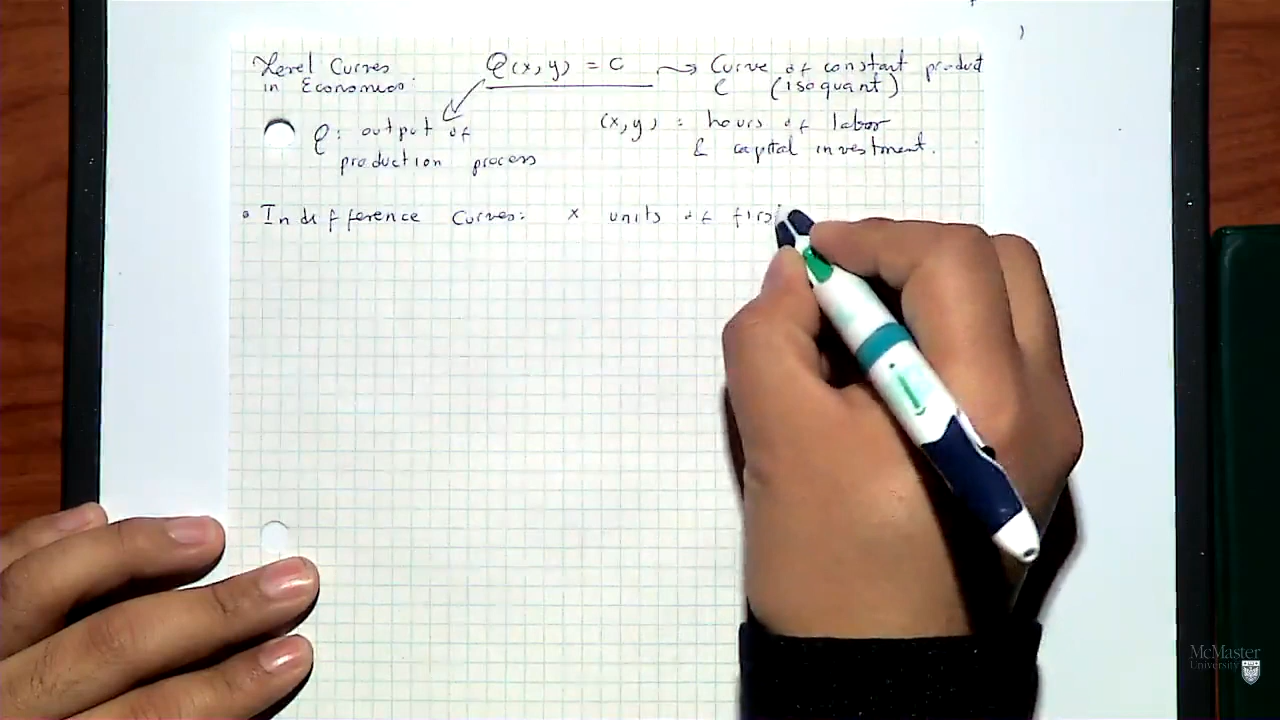 Level Curves
in Economics:
Q(x, y) = C
Curve of constant product
C (isoquant)
Q: output of
production process
(x,y) : hours of labor
& capital investment.
• Indifference Curves: x units of firs
McMaster
University